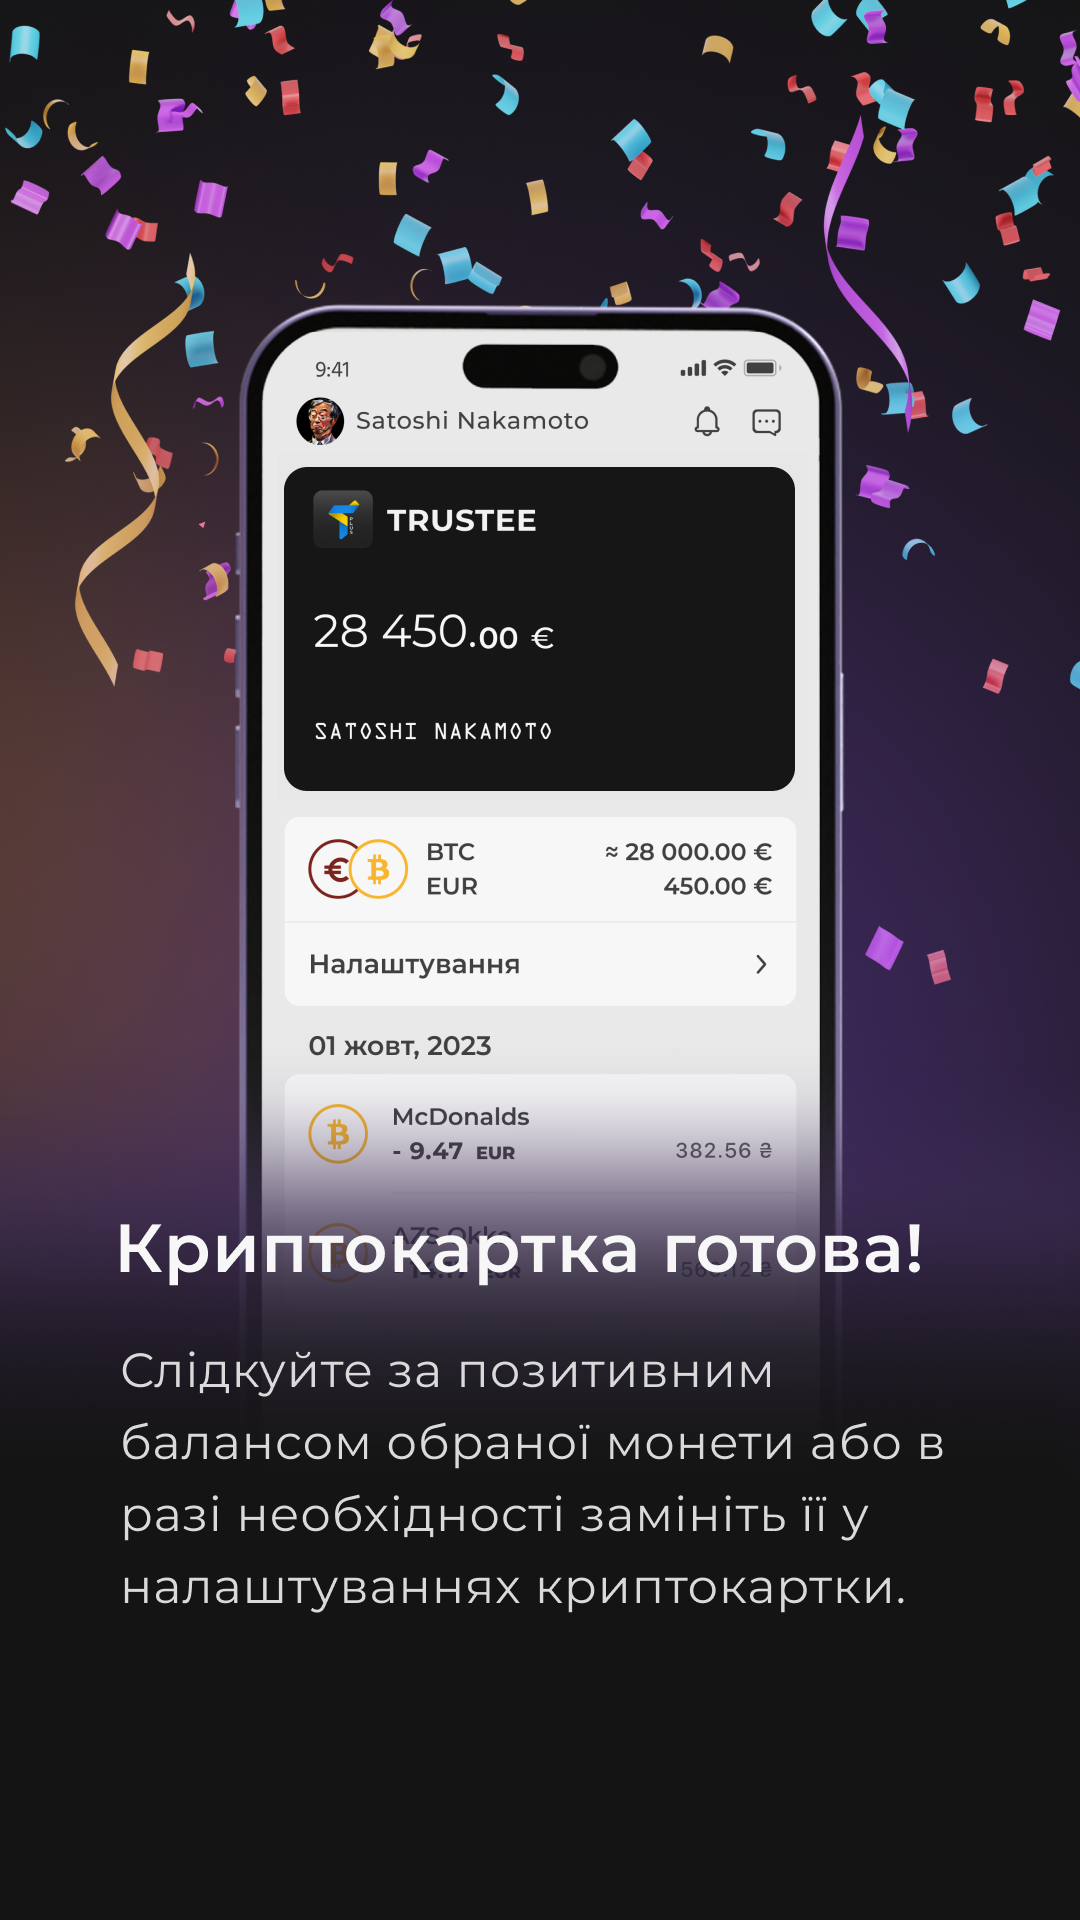 9:41
Satoshi Nakamoto
TRUSTEE
28 450.00 €
SATOSHI NAKAMOTO
BTC ≈ 28 000.00 €
EUR 450.00 €
Налаштування
01 жовт, 2023
McDonalds
- 9.47 EUR 382.56 ₴
AZS Okko
EUR
Криптокартка готова!
Слідкуйте за позитивним
балансом обраної монети або в
разі необхідності замініть її у
налаштуваннях криптокартки.